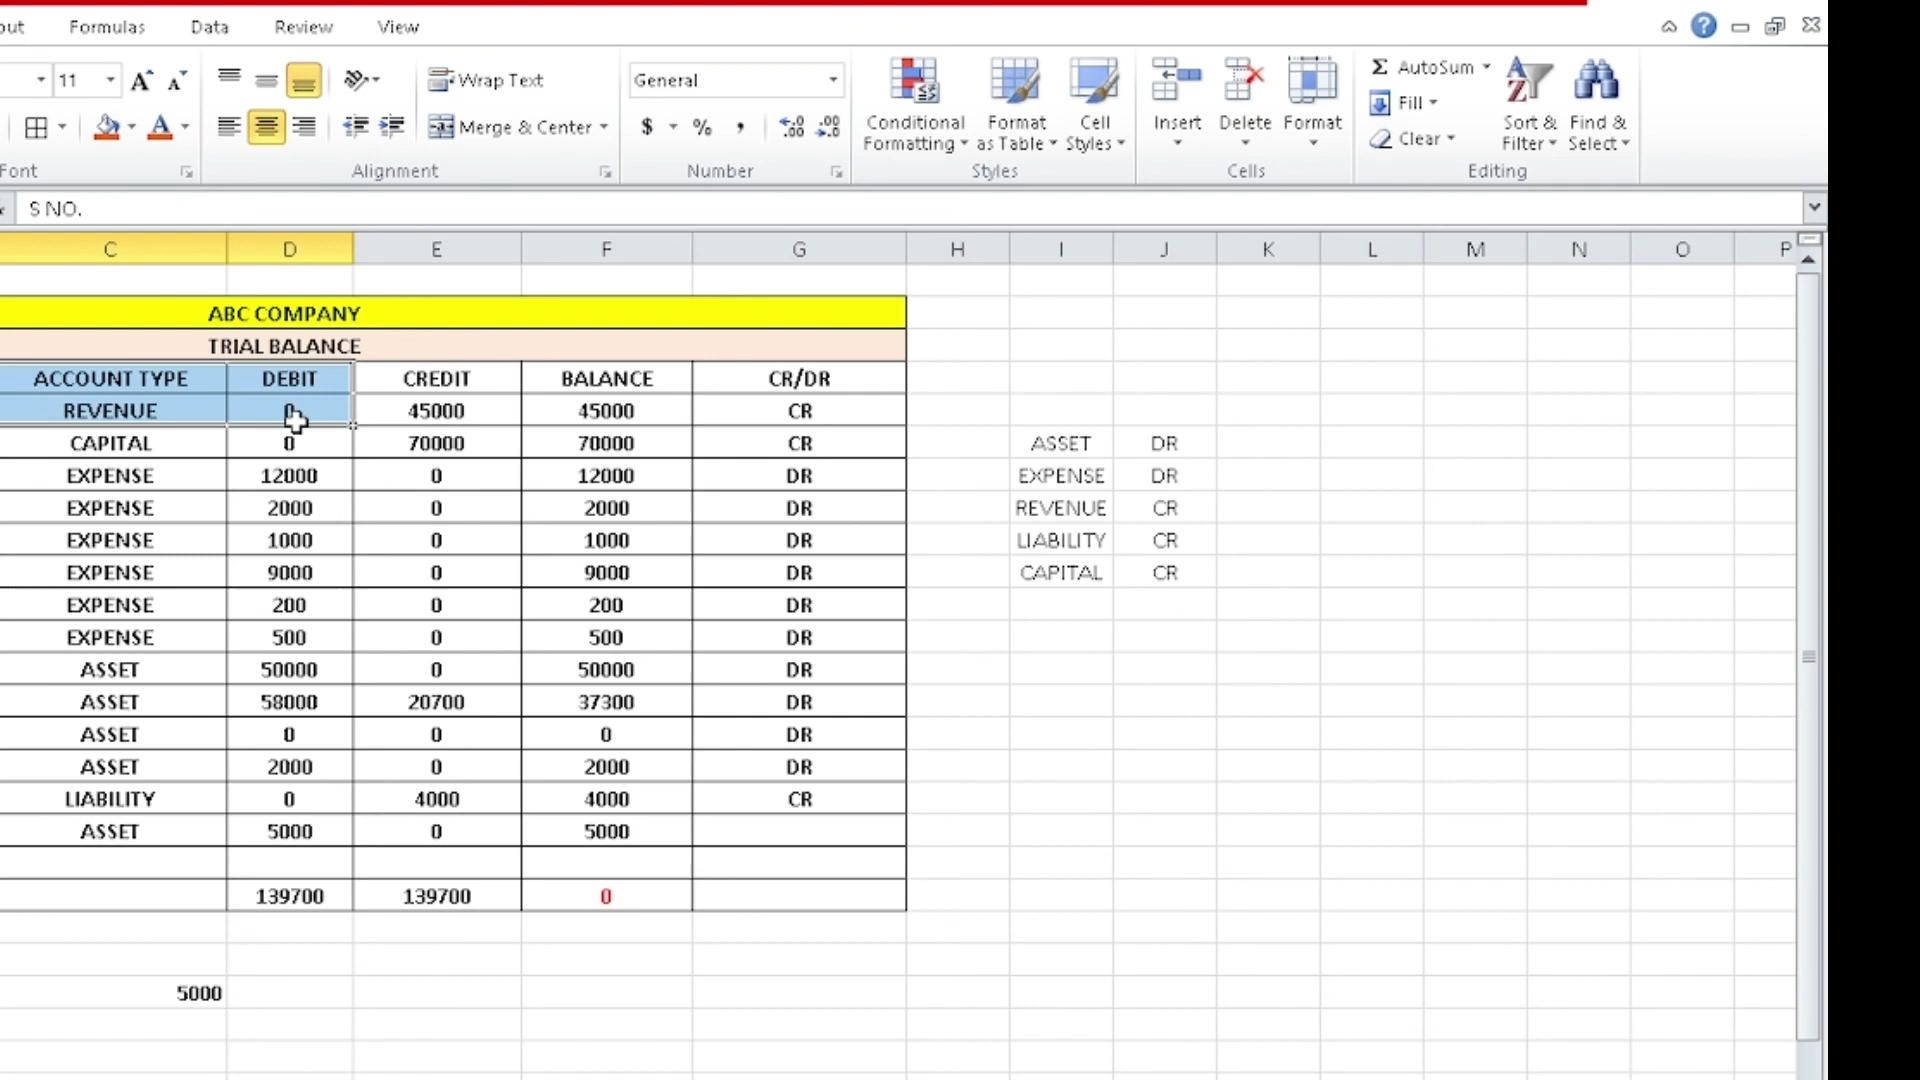 out Formulas Data Review View
11 A A Wrap Text General Conditional Formatting Format as Table Cell Styles Insert Delete Format Σ AutoSum Sort & Filter Find & Select
Fill
A Merge & Center $ % , .00 .00
Clear
Font Alignment Number Styles Cells Editing
S NO.
C D E F G H I J K L M N O P
ABC COMPANY
TRIAL BALANCE
ACCOUNT TYPE DEBIT CREDIT BALANCE CR/DR
REVENUE 0 45000 45000 CR
CAPITAL 0 70000 70000 CR ASSET DR
EXPENSE 12000 0 12000 DR EXPENSE DR
EXPENSE 2000 0 2000 DR REVENUE CR
EXPENSE 1000 0 1000 DR LIABILITY CR
EXPENSE 9000 0 9000 DR CAPITAL CR
EXPENSE 200 0 200 DR
EXPENSE 500 0 500 DR
ASSET 50000 0 50000 DR
ASSET 58000 20700 37300 DR
ASSET 0 0 0 DR
ASSET 2000 0 2000 DR
LIABILITY 0 4000 4000 CR
ASSET 5000 0 5000
139700 139700 0
5000